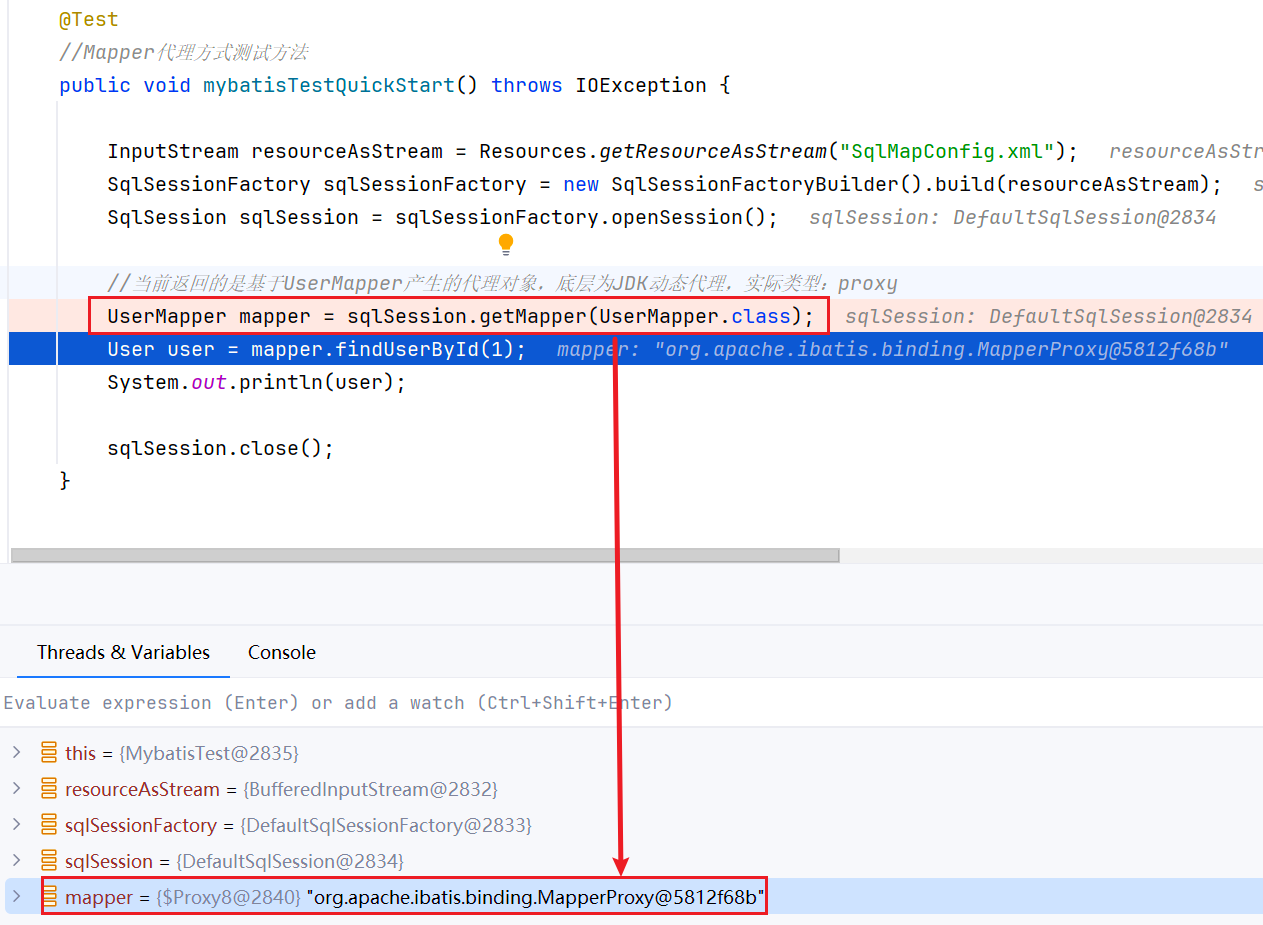 @Test
//Mapper代理方式测试方法
public void mybatisTestQuickStart() throws IOException {
InputStream resourceAsStream = Resources.getResourceAsStream("SqlMapConfig.xml");   resourceAsStr
SqlSessionFactory sqlSessionFactory = new SqlSessionFactoryBuilder().build(resourceAsStream);   s
SqlSession sqlSession = sqlSessionFactory.openSession();   sqlSession: DefaultSqlSession@2834
//当前返回的是基于UserMapper产生的代理对象，底层为JDK动态代理，实际类型：proxy
UserMapper mapper = sqlSession.getMapper(UserMapper.class);   sqlSession: DefaultSqlSession@2834
User user = mapper.findUserById(1);   mapper: "org.apache.ibatis.binding.MapperProxy@5812f68b"
System.out.println(user);
sqlSession.close();
}
Threads & Variables   Console
Evaluate expression (Enter) or add a watch (Ctrl+Shift+Enter)
this = {MybatisTest@2835}
resourceAsStream = {BufferedInputStream@2832}
sqlSessionFactory = {DefaultSqlSessionFactory@2833}
sqlSession = {DefaultSqlSession@2834}
mapper = {$Proxy8@2840} "org.apache.ibatis.binding.MapperProxy@5812f68b"